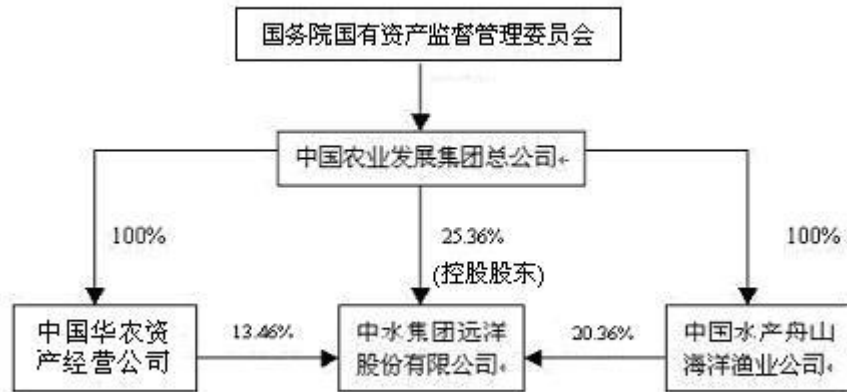 国务院国有资产监督管理委员会
中国农业发展集团总公司
100%
25.36%
100%
(控股股东)
中国华农资
产经营公司
13.46%
中水集团远洋
股份有限公司
20.36%
中国水产舟山
海洋渔业公司